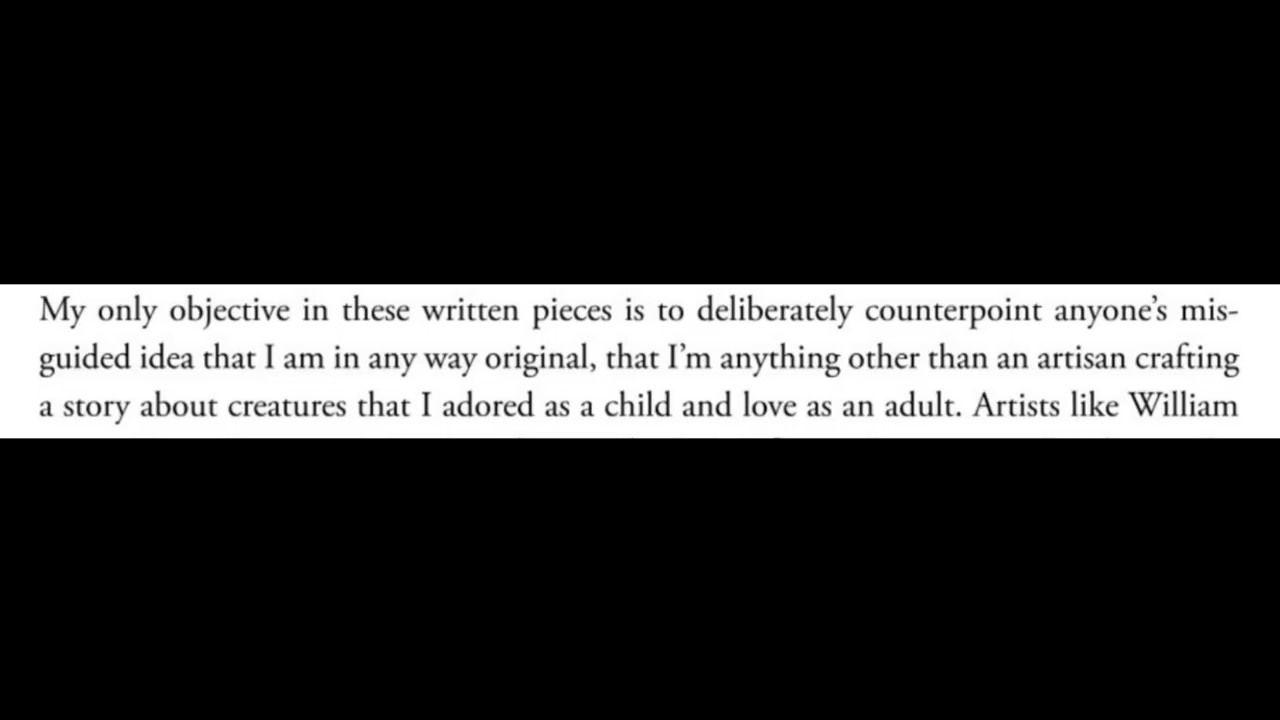 My only objective in these written pieces is to deliberately counterpoint anyone’s mis-
guided idea that I am in any way original, that I’m anything other than an artisan crafting
a story about creatures that I adored as a child and love as an adult. Artists like William